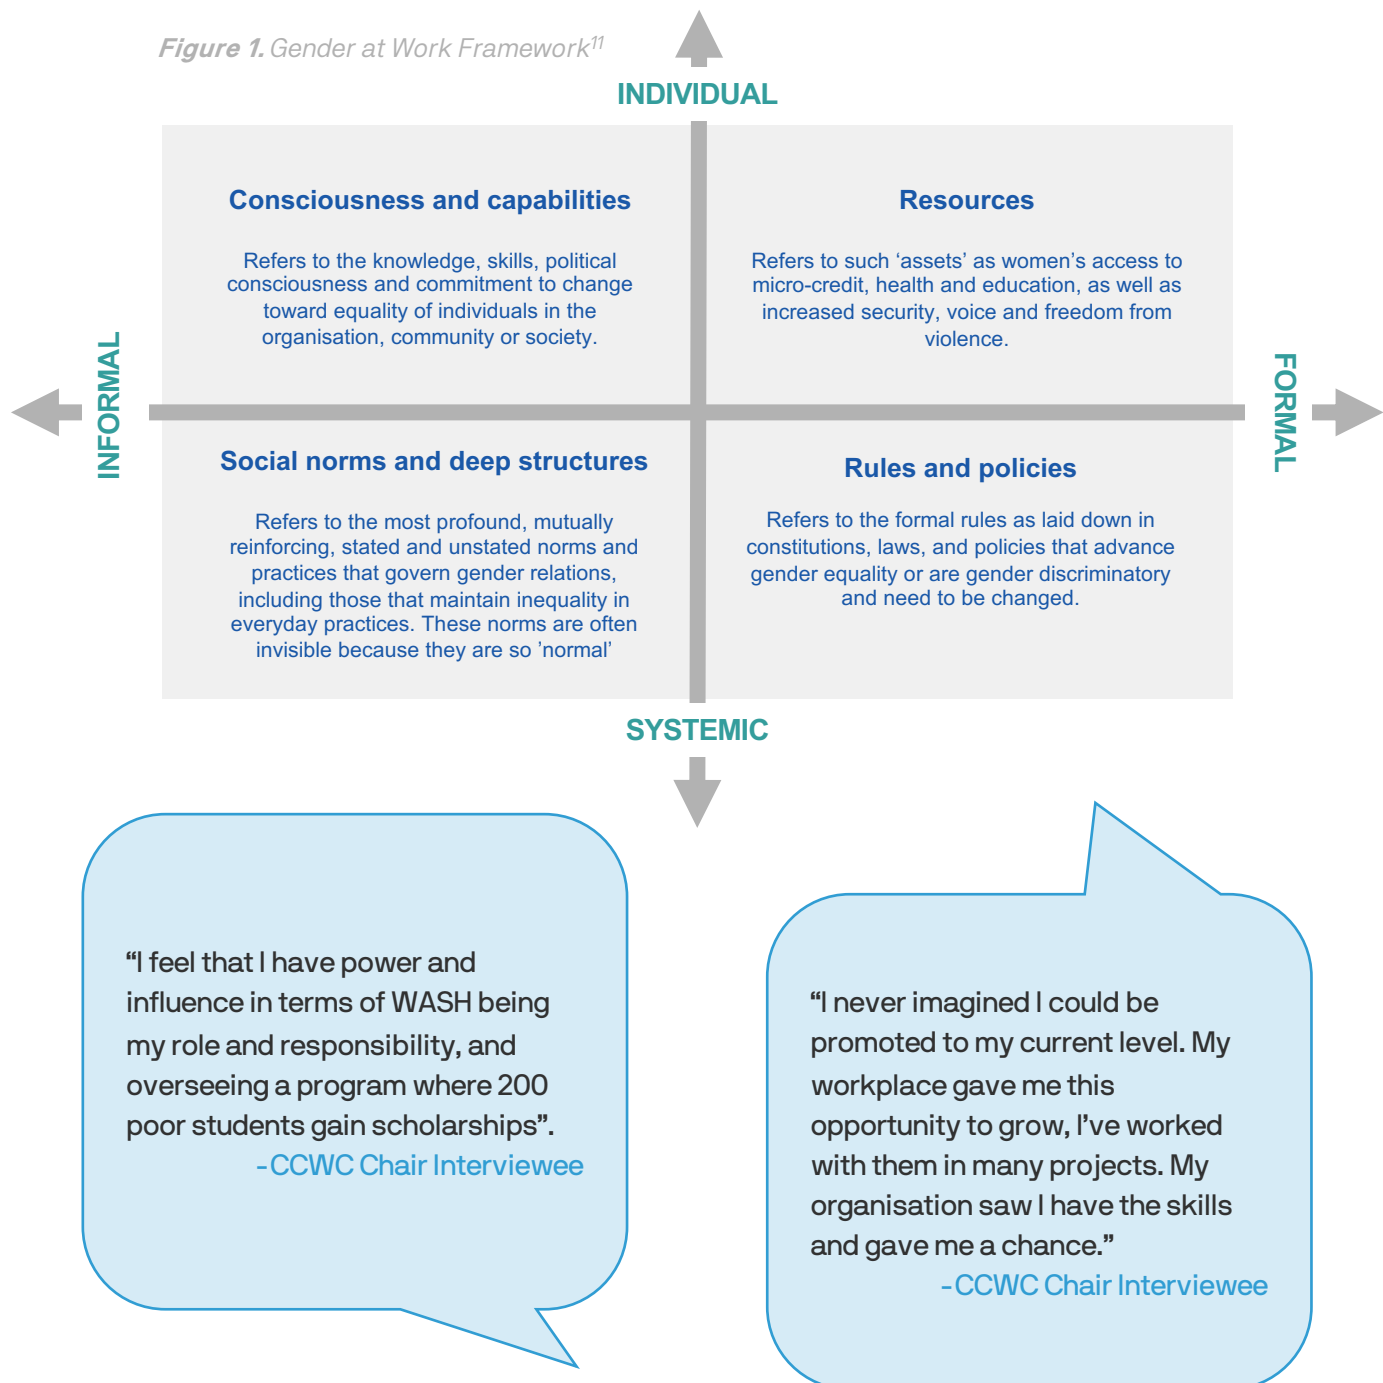 Figure 1. Gender at Work Framework11
INDIVIDUAL
Consciousness and capabilities
Refers to the knowledge, skills, political
consciousness and commitment to change
toward equality of individuals in the
organisation, community or society.
Resources
Refers to such ‘assets’ as women’s access to
micro-credit, health and education, as well as
increased security, voice and freedom from
violence.
INFORMAL
FORMAL
Social norms and deep structures
Refers to the most profound, mutually
reinforcing, stated and unstated norms and
practices that govern gender relations,
including those that maintain inequality in
everyday practices. These norms are often
invisible because they are so ’normal’
Rules and policies
Refers to the formal rules as laid down in
constitutions, laws, and policies that advance
gender equality or are gender discriminatory
and need to be changed.
SYSTEMIC
“I feel that I have power and
influence in terms of WASH being
my role and responsibility, and
overseeing a program where 200
poor students gain scholarships”.
-CCWC Chair Interviewee
“I never imagined I could be
promoted to my current level. My
workplace gave me this
opportunity to grow, I’ve worked
with them in many projects. My
organisation saw I have the skills
and gave me a chance.”
-CCWC Chair Interviewee